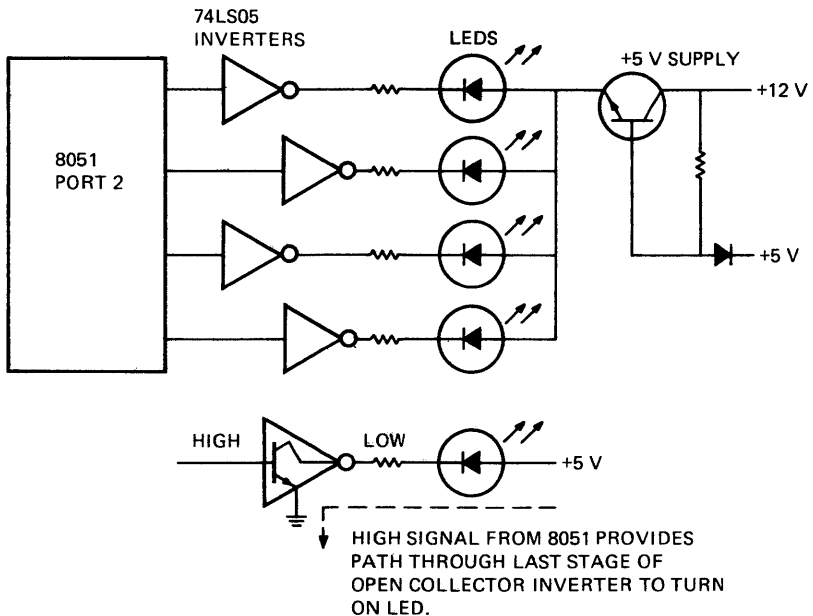 74LS05
INVERTERS
LEDS
+5 V SUPPLY
+12 V
8051
PORT 2
+5 V
HIGH
LOW
+5 V
HIGH SIGNAL FROM 8051 PROVIDES
PATH THROUGH LAST STAGE OF
OPEN COLLECTOR INVERTER TO TURN
ON LED.